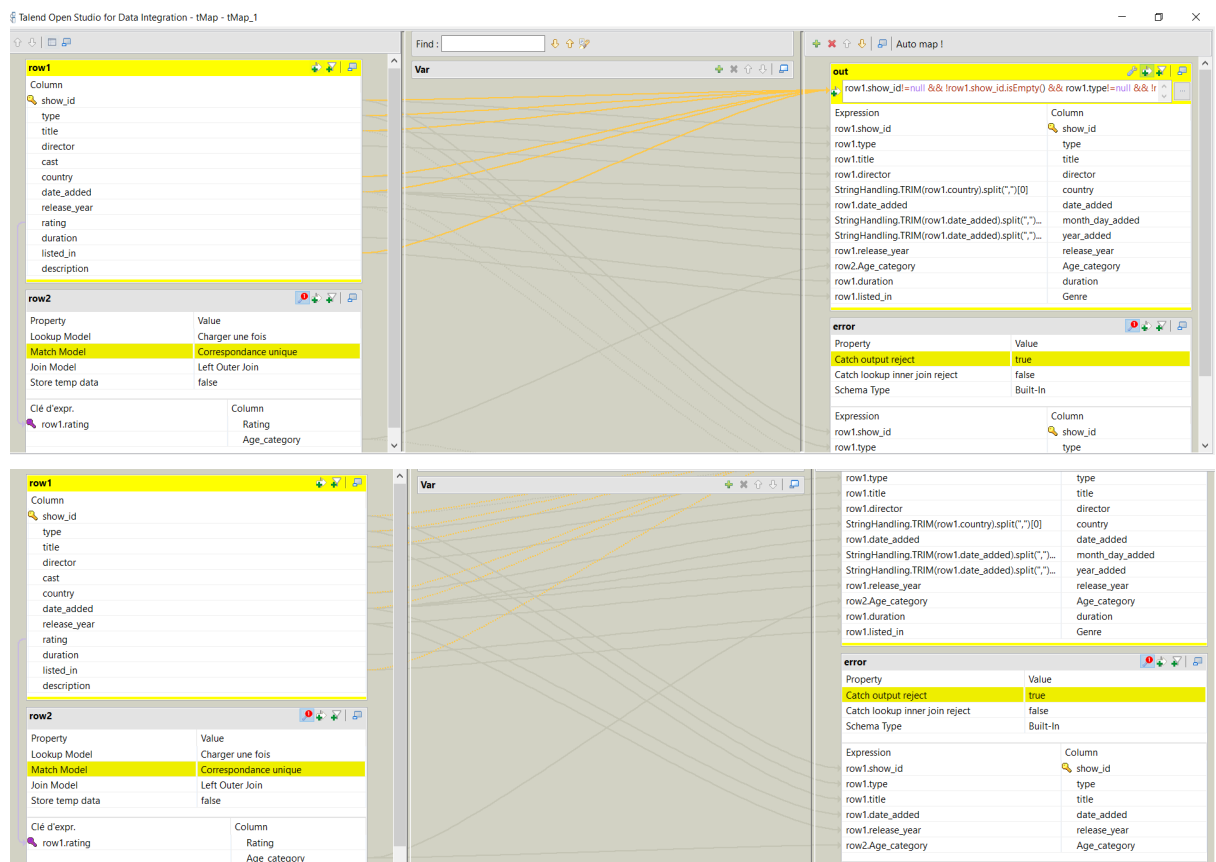 Talend Open Studio for Data Integration - tMap - tMap_1
Find :
Auto map !
row1
Column
show_id
type
title
director
cast
country
date_added
release_year
rating
duration
listed_in
description
row2
Property Value
Lookup Model Charger une fois
Match Model Correspondance unique
Join Model Left Outer Join
Store temp data false
Clé d'expr. Column
row1.rating Rating
Age_category
Var
out
row1.show_id!=null && !row1.show_id.isEmpty() && row1.type!=null && !r
...
Expression Column
row1.show_id show_id
row1.type type
row1.title title
row1.director director
StringHandling.TRIM(row1.country).split(",")[0] country
row1.date_added date_added
StringHandling.TRIM(row1.date_added).split(",")... month_day_added
StringHandling.TRIM(row1.date_added).split(",")... year_added
row1.release_year release_year
row2.Age_category Age_category
row1.duration duration
row1.listed_in Genre
error
Property Value
Catch output reject true
Catch lookup inner join reject false
Schema Type Built-In
Expression Column
row1.show_id show_id
row1.type type
row1
Column
show_id
type
title
director
cast
country
date_added
release_year
rating
duration
listed_in
description
row2
Property Value
Lookup Model Charger une fois
Match Model Correspondance unique
Join Model Left Outer Join
Store temp data false
Clé d'expr. Column
row1.rating Rating
Age_category
Var
row1.type type
row1.title title
row1.director director
StringHandling.TRIM(row1.country).split(",")[0] country
row1.date_added date_added
StringHandling.TRIM(row1.date_added).split(",")... month_day_added
StringHandling.TRIM(row1.date_added).split(",")... year_added
row1.release_year release_year
row2.Age_category Age_category
row1.duration duration
row1.listed_in Genre
error
Property Value
Catch output reject true
Catch lookup inner join reject false
Schema Type Built-In
Expression Column
row1.show_id show_id
row1.type type
row1.title title
row1.date_added date_added
row1.release_year release_year
row2.Age_category Age_category